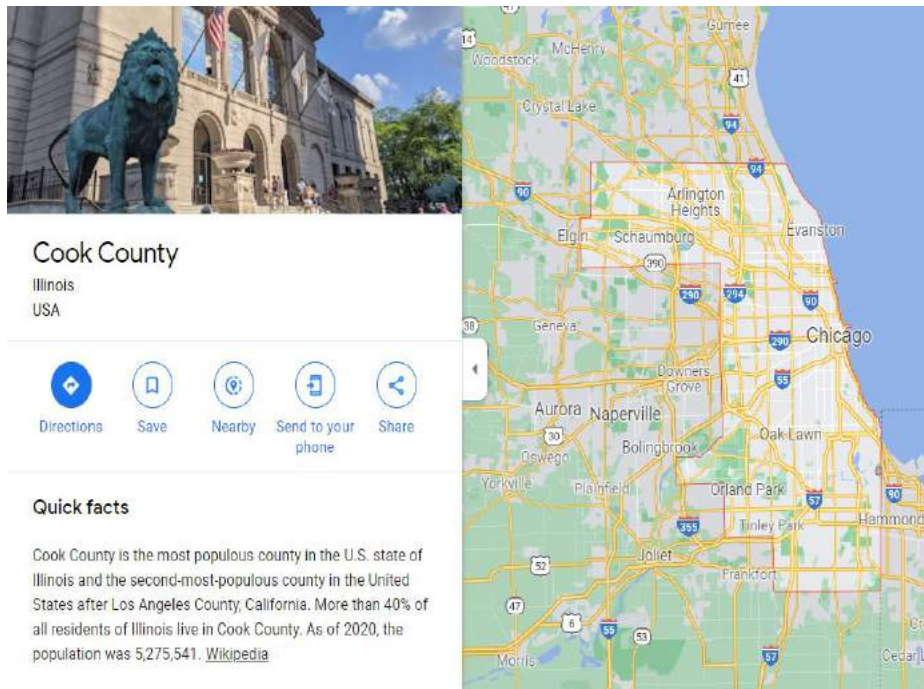 Cook County
Illinois
USA
Directions
Save
Nearby
Send to your
phone
Share
Quick facts
Cook County is the most populous county in the U.S. state of
Illinois and the second-most-populous county in the United
States after Los Angeles County, California. More than 40% of
all residents of Illinois live in Cook County. As of 2020, the
population was 5,275,541. Wikipedia
47
Gurnee
14
McHenry
Woodstock
41
Crystal Lake
94
94
90
Arlington
Heights
Elgin
Schaumburg
Evanston
390
290
294
90
38
Geneva
290
Chicago
Downers
Grove
55
Aurora
Naperville
30
Oak Lawn
Bolingbrook
Oswego
Yorkville
Plainfield
Orland Park
57
90
Hammond
355
Tinley Park
Joliet
52
Frankfort
47
6
55
53
57
Morris
Cedar L